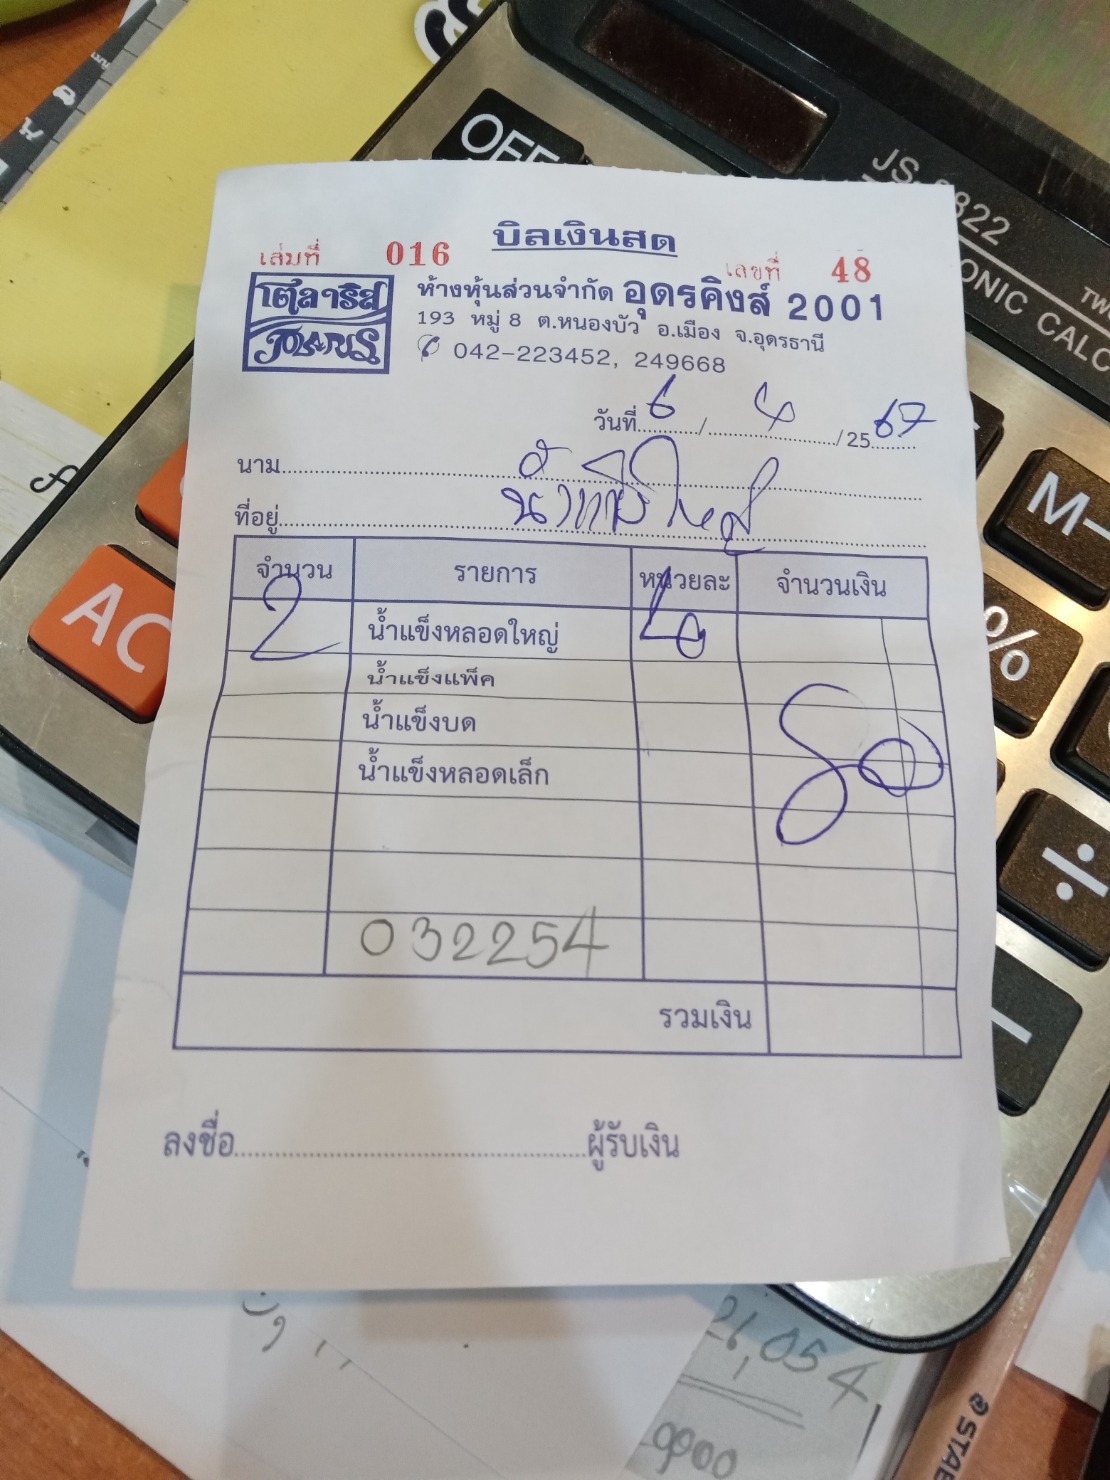 บิลเงินสด
เล่มที่ 016 เลขที่ 48
โตลาริส
POLARIS
ห้างหุ้นส่วนจำกัด อุดรคิงส์ 2001
193 หมู่ 8 ต.หนองบัว อ.เมือง จ.อุดรธานี
042-223452, 249668
วันที่ 6 / 4 / 25 67
นาม
ที่อยู่
จำนวน รายการ หน่วยละ จำนวนเงิน
2 น้ำแข็งหลอดใหญ่ 40
น้ำแข็งแพ็ค
น้ำแข็งบด 80
น้ำแข็งหลอดเล็ก
032254
รวมเงิน
ลงชื่อ ผู้รับเงิน
OFF
JS-8822
TW
ONIC CALC
M-
AC
%
÷
21,054
STAE